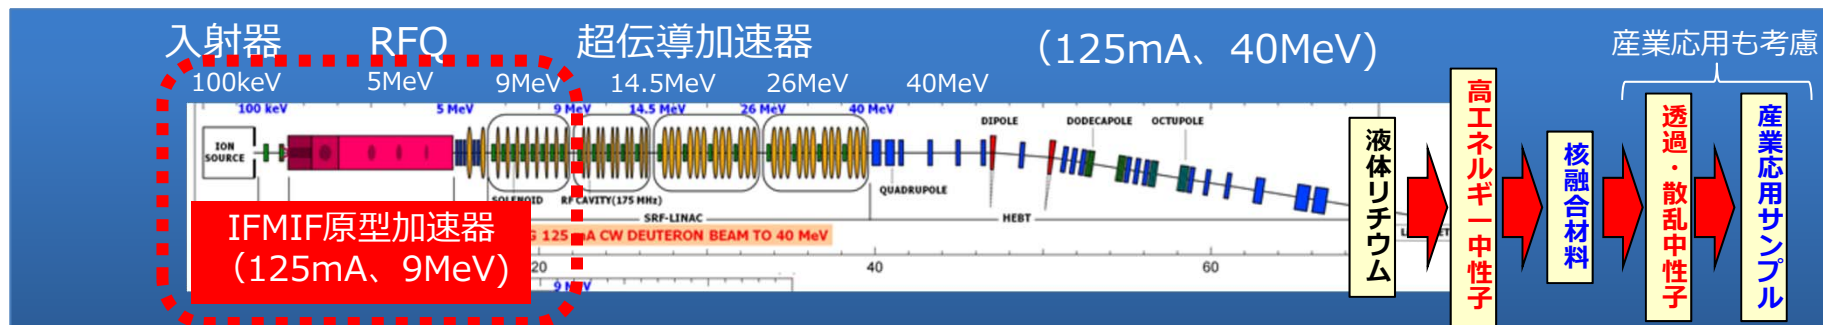 入射器
RFQ
超伝導加速器
(125mA、40MeV)
産業応用も考慮
100keV
5MeV
9MeV
14.5MeV
26MeV
40MeV
100 keV
5 MeV
9 MeV
14.5 MeV
26 MeV
40 MeV
ION
SOURCE
DIPOLE
DODECAPOLE
OCTUPOLE
QUADRUPOLE
SOLENOID
RF CAVITY(175 MHz)
SRF-LINAC
HEBT
125 mA CW DEUTERON BEAM TO 40 MeV
IFMIF原型加速器
(125mA、9MeV)
20
40
60
9 MeV
液体リチウム
高エネルギー中性子
核融合材料
透過・散乱中性子
産業応用サンプル